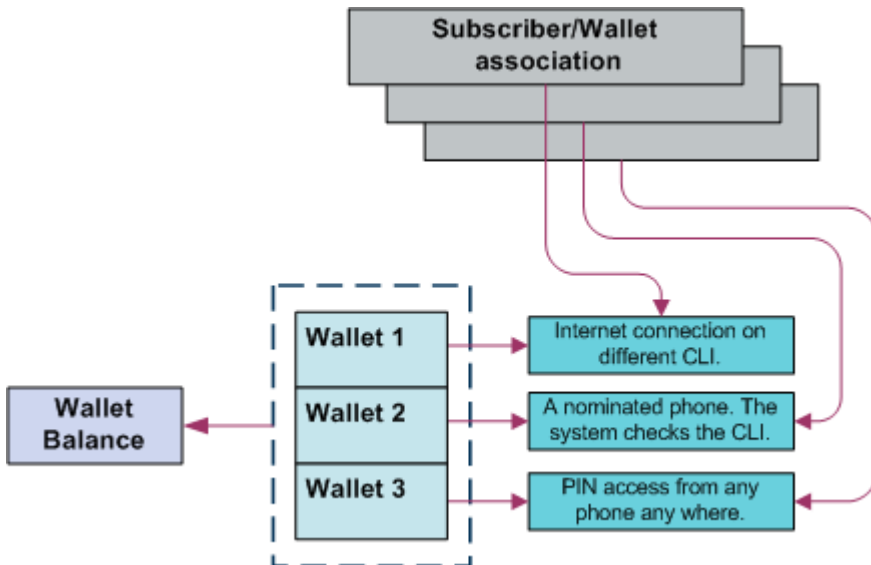 Subscriber/Wallet
association
Wallet 1
Internet connection on
different CLI.
Wallet
Balance
Wallet 2
A nominated phone. The
system checks the CLI.
Wallet 3
PIN access from any
phone any where.